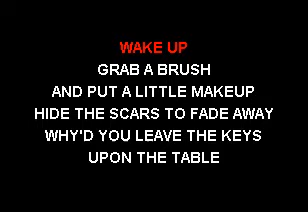 WAKE UP
GRAB A BRUSH
AND PUT A LITTLE MAKEUP
HIDE THE SCARS TO FADE AWAY
WHY'D YOU LEAVE THE KEYS
UPON THE TABLE